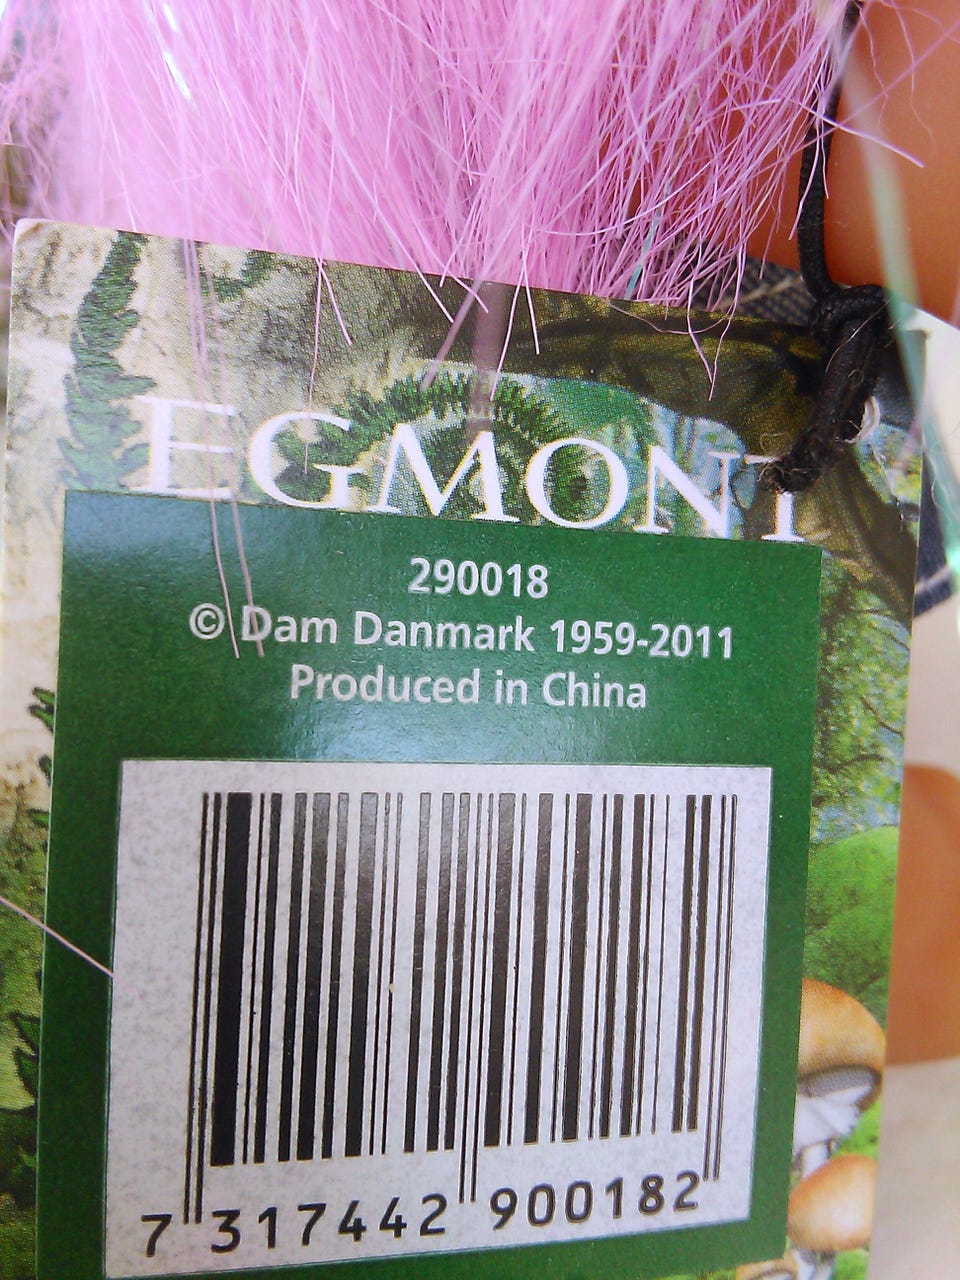 EGMONT
290018
© Dam Danmark 1959-2011
Produced in China
7 317442 900182